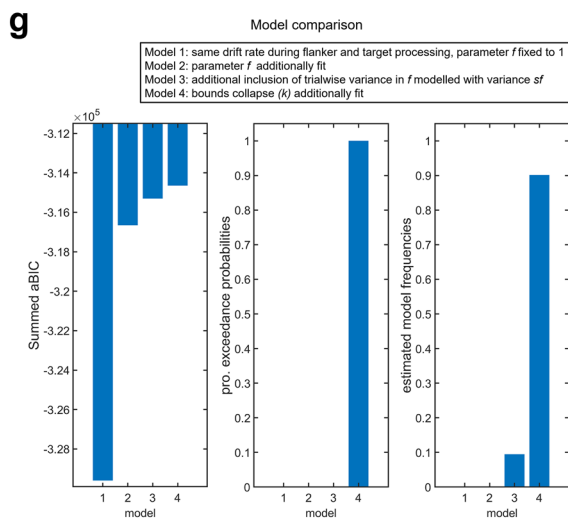 g
Model comparison
Model 1: same drift rate during flanker and target processing, parameter f fixed to 1
Model 2: parameter f additionally fit
Model 3: additional inclusion of trialwise variance in f modelled with variance sf
Model 4: bounds collapse (k) additionally fit
×10⁵
-3.12
-3.14
-3.16
-3.18
-3.2
-3.22
-3.24
-3.26
-3.28
Summed aBIC
1 2 3 4
model
1
0.9
0.8
0.7
0.6
0.5
0.4
0.3
0.2
0.1
0
pro. exceedance probabilities
1 2 3 4
model
1
0.9
0.8
0.7
0.6
0.5
0.4
0.3
0.2
0.1
0
estimated model frequencies
1 2 3 4
model